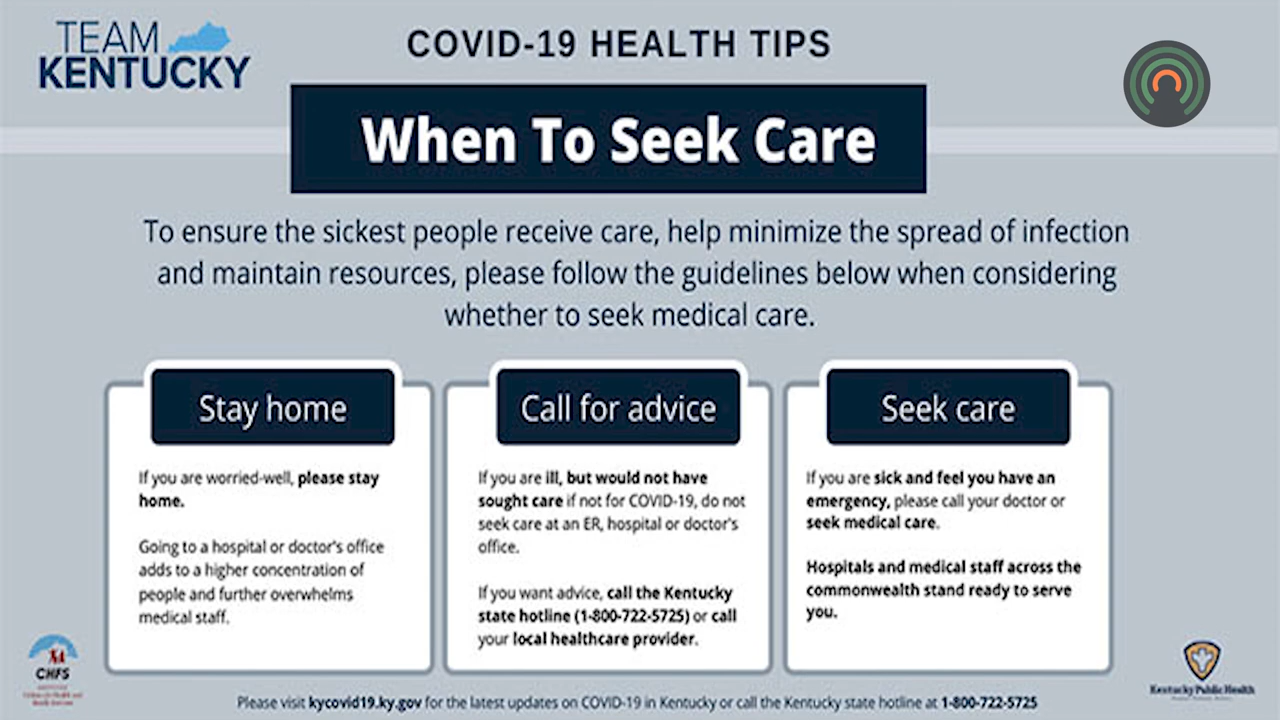 TEAM
KENTUCKY
COVID-19 HEALTH TIPS
When To Seek Care
To ensure the sickest people receive care, help minimize the spread of infection
and maintain resources, please follow the guidelines below when considering
whether to seek medical care.
Stay home
If you are worried-well, please stay
home.
Going to a hospital or doctor's office
adds to a higher concentration of
people and further overwhelms
medical staff.
Call for advice
If you are ill, but would not have
sought care if not for COVID-19, do not
seek care at an ER, hospital or doctor's
office.
If you want advice, call the Kentucky
state hotline (1-800-722-5725) or call
your local healthcare provider.
Seek care
If you are sick and feel you have an
emergency, please call your doctor or
seek medical care.
Hospitals and medical staff across the
commonwealth stand ready to serve
you.
CHFS
Kentucky Public Health
Please visit kycovid19.ky.gov for the latest updates on COVID-19 in Kentucky or call the Kentucky state hotline at 1-800-722-5725